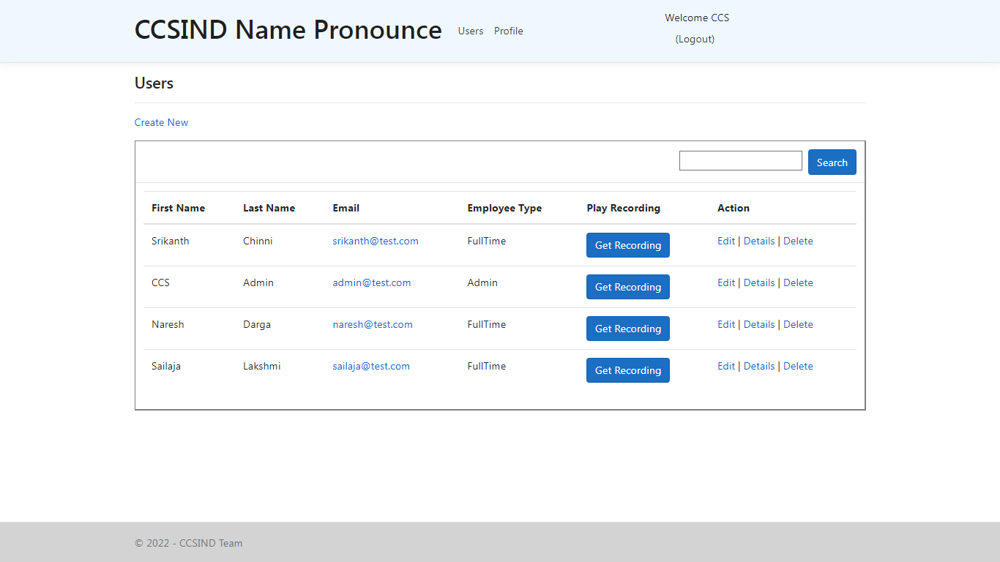 CCSIND Name Pronounce Users Profile Welcome CCS
(Logout)
Users
Create New
Search
First Name Last Name Email Employee Type Play Recording Action
Srikanth Chinni srikanth@test.com FullTime Get Recording Edit | Details | Delete
CCS Admin admin@test.com Admin Get Recording Edit | Details | Delete
Naresh Darga naresh@test.com FullTime Get Recording Edit | Details | Delete
Sailaja Lakshmi sailaja@test.com FullTime Get Recording Edit | Details | Delete
© 2022 - CCSIND Team